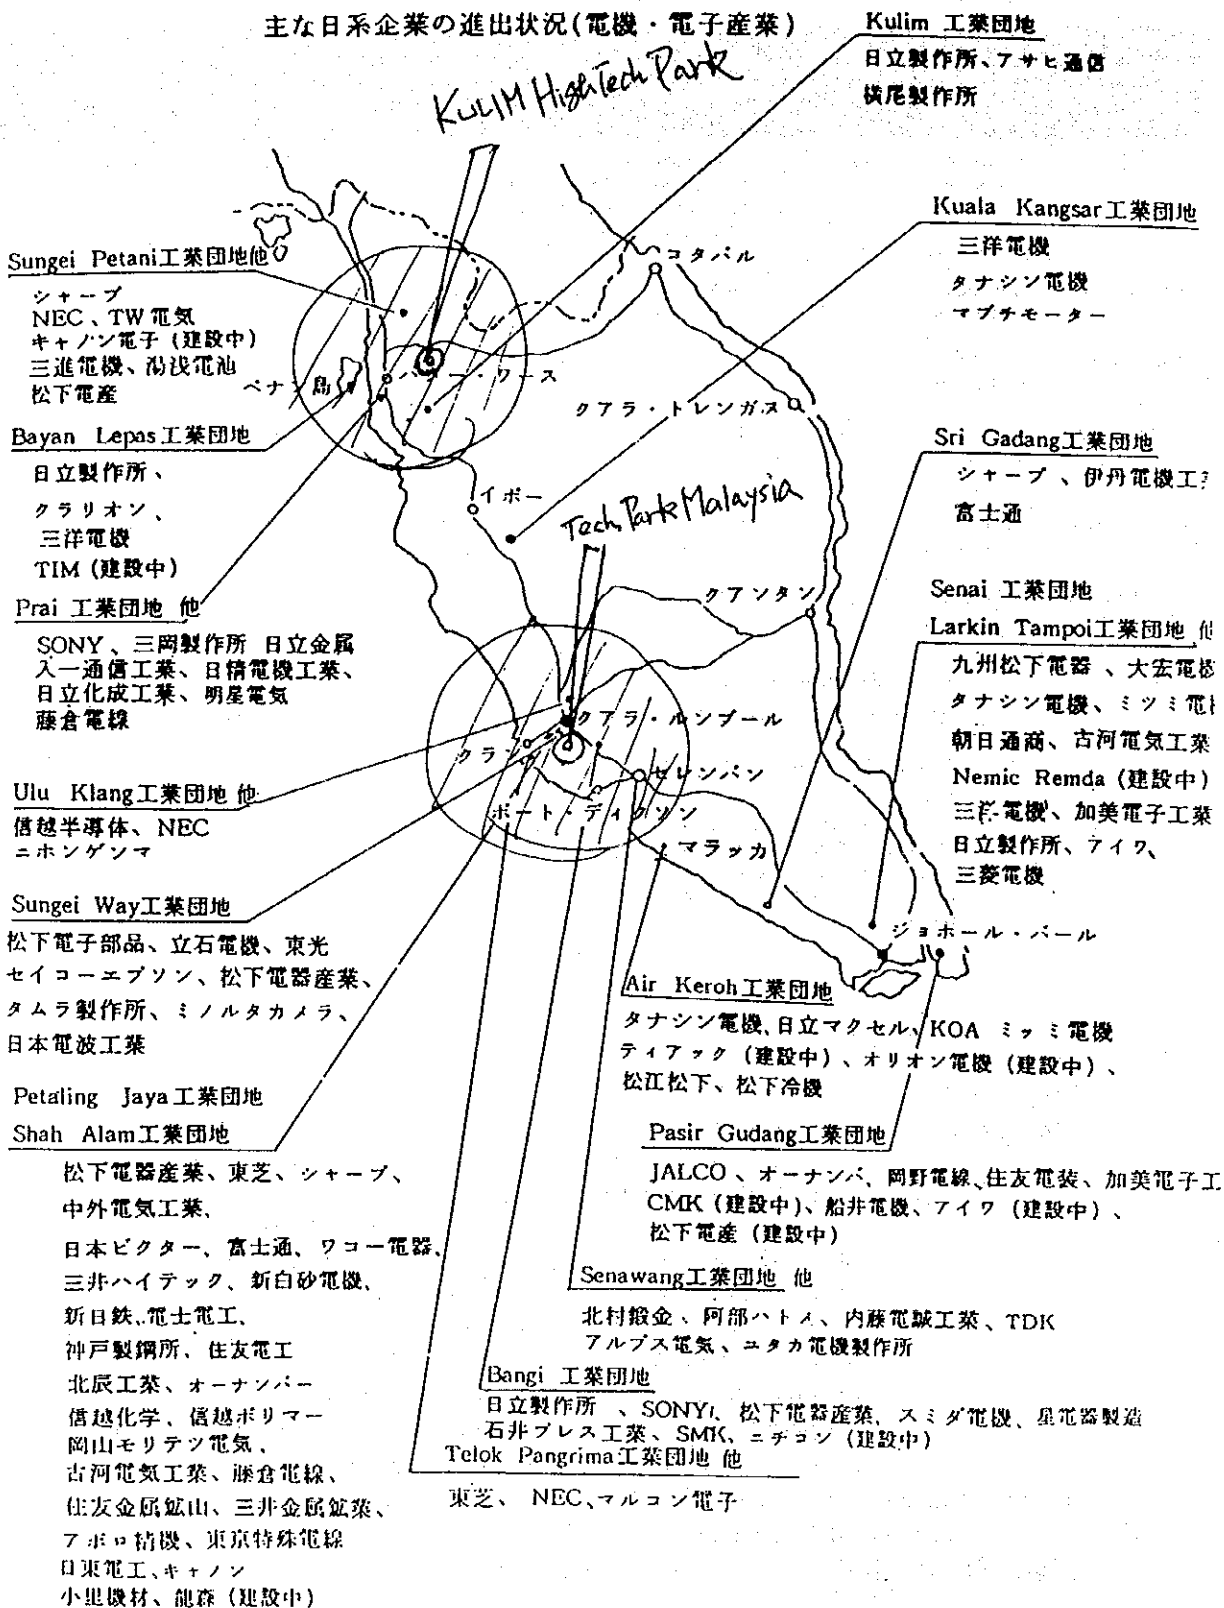 主な日系企業の進出状況(電機・電子産業)
KULIM High Tech Park
Kulim 工業団地
日立製作所、アサヒ通信
横尾製作所
Kuala Kangsar工業団地
三洋電機
タナシン電機
マブチモーター
Sungei Petani工業団地他
シャープ
NEC、TW電気
キャノン電子(建設中)
三進電機、湯浅電池
松下電産
コタバル
ペナン島
バターワース
クアラ・トレンガヌ
Bayan Lepas工業団地
日立製作所、
クラリオン、
三洋電機
TIM(建設中)
イポー
Tech Park Malaysia
Sri Gadang工業団地
シャープ、伊丹電機工
富士通
Prai 工業団地 他
SONY、三岡製作所 日立金属
入一通信工業、日精電機工業、
日立化成工業、明星電気
藤倉電線
クアンタン
Senai 工業団地
Larkin Tampoi工業団地 他
九州松下電器、大宏電機
タナシン電機、ミツミ電機
朝日通商、古河電気工業
Nemic Remda(建設中)
三洋電機、加美電子工業
日立製作所、アイワ、
三菱電機
クアラ・ルンプール
クラン
セレンバン
ポート・ディクソン
マラッカ
ジョホール・バール
Ulu Klang工業団地 他
信越半導体、NEC
ニホンゲンマ
Sungei Way工業団地
松下電子部品、立石電機、東光
セイコーエプソン、松下電器産業、
タムラ製作所、ミノルタカメラ、
日本電波工業
Air Keroh工業団地
タナシン電機、日立マクセル、KOA ミツミ電機
ティアック(建設中)、オリオン電機(建設中)、
松江松下、松下冷機
Petaling Jaya工業団地
Shah Alam工業団地
松下電器産業、東芝、シャープ、
中外電気工業、
日本ビクター、富士通、ワコー電器、
三井ハイテック、新白砂電機、
新日鉄、電士電工、
神戸製鋼所、住友電工
北辰工業、オーナンバー
信越化学、信越ポリマー
岡山モリテツ電気、
古河電気工業、藤倉電線、
住友金属鉱山、三井金属鉱業、
アポロ精機、東京特殊電線
日東電工、キャノン
小里機材、龍森(建設中)
Pasir Gudang工業団地
JALCO、オーナンバ、岡野電線、住友電装、加美電子工
CMK(建設中)、船井電機、アイワ(建設中)、
松下電産(建設中)
Senawang工業団地 他
北村鍛金、阿部ハトメ、内藤電誠工業、TDK
アルプス電気、ユタカ電機製作所
Bangi 工業団地
日立製作所、SONY、松下電器産業、スミダ電機、星電器製造
石井プレス工業、SMK、ニチコン(建設中)
Telok Pangrima工業団地 他
東芝、NEC、マルコン電子